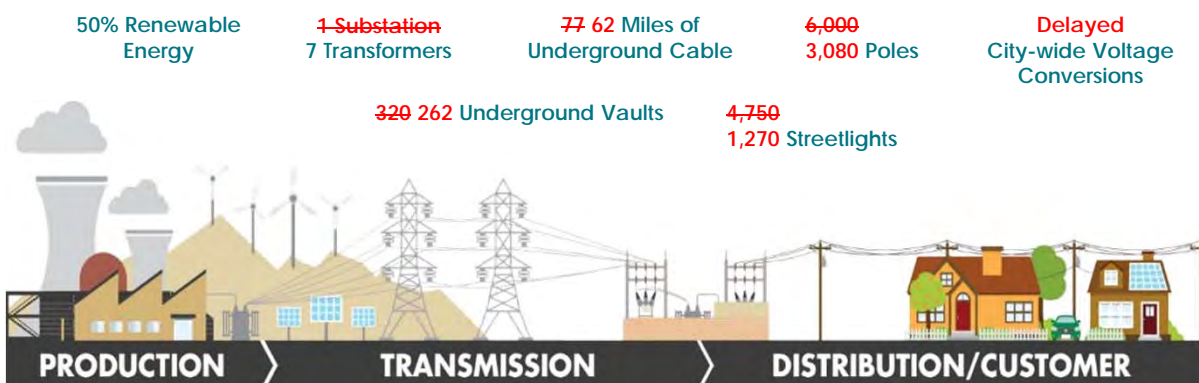 50% Renewable
Energy
1 Substation
7 Transformers
77 62 Miles of
Underground Cable
6,000
3,080 Poles
Delayed
City-wide Voltage
Conversions
320 262 Underground Vaults
4,750
1,270 Streetlights
PRODUCTION
TRANSMISSION
DISTRIBUTION/CUSTOMER